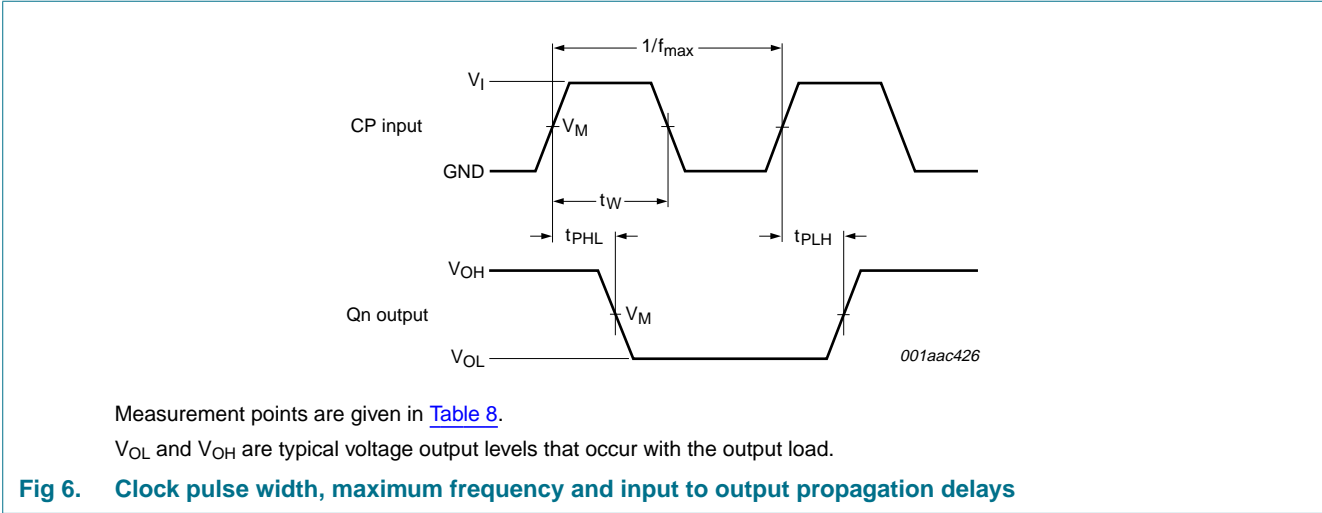 1/fmax
VI
CP input
VM
GND
tW
tPHL
tPLH
VOH
Qn output
VM
VOL
001aac426
Measurement points are given in Table 8.
VOL and VOH are typical voltage output levels that occur with the output load.
Fig 6. Clock pulse width, maximum frequency and input to output propagation delays